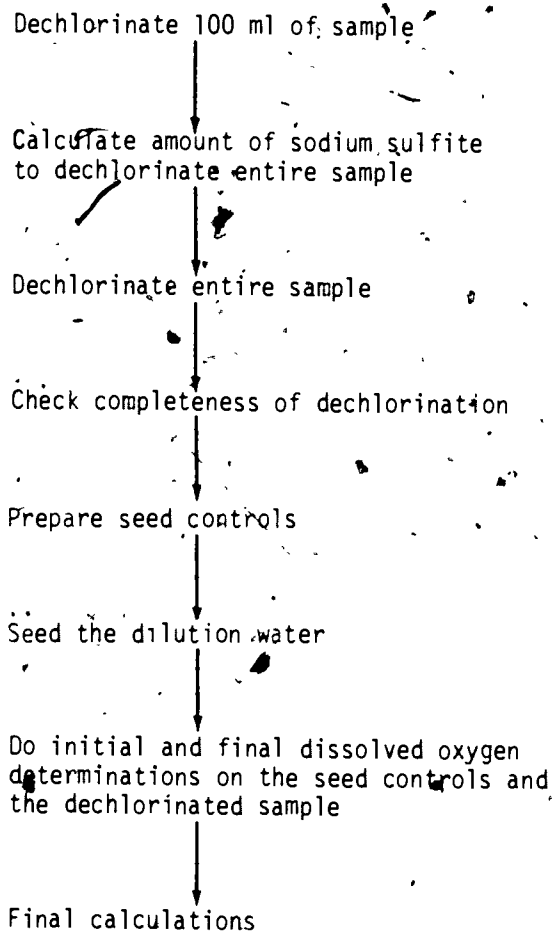 Dechlorinate 100 ml of sample
Calculate amount of sodium sulfite
to dechlorinate entire sample
Dechlorinate entire sample
Check completeness of dechlorination
Prepare seed controls
Seed the dilution water
Do initial and final dissolved oxygen
determinations on the seed controls and
the dechlorinated sample
Final calculations